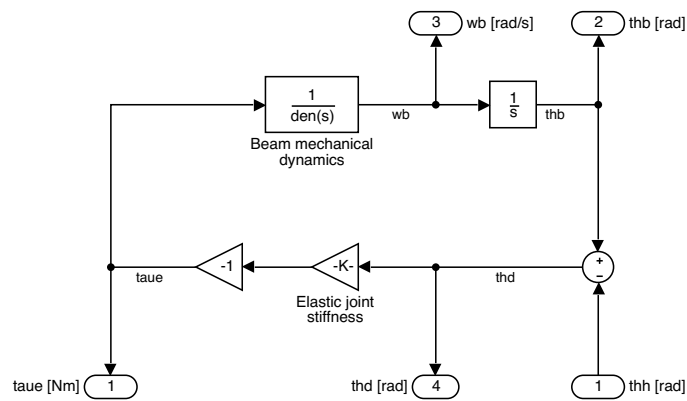 3 wb [rad/s]
2 thb [rad]
1
den(s)
wb
1
s
thb
Beam mechanical
dynamics
+
−
-1
-K-
taue
thd
Elastic joint
stiffness
taue [Nm] 1
thd [rad] 4
1 thh [rad]